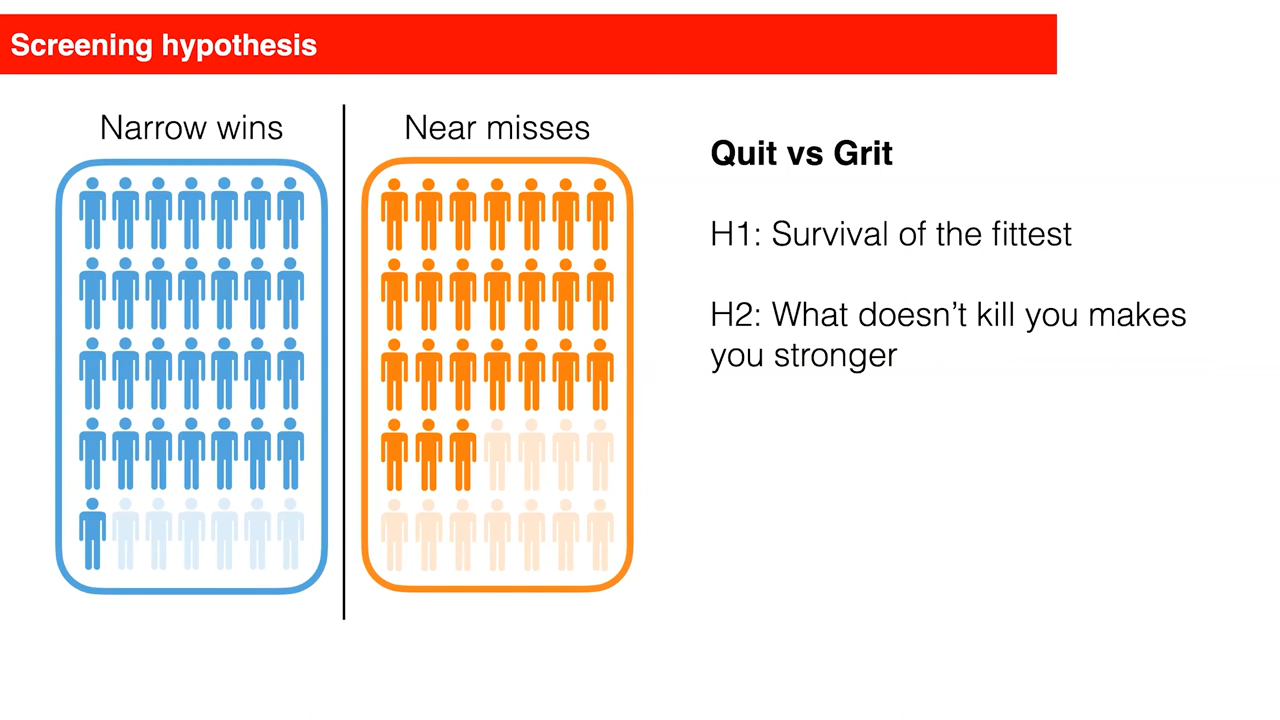 Screening hypothesis
Narrow wins
Near misses
Quit vs Grit
H1: Survival of the fittest
H2: What doesn’t kill you makes
you stronger